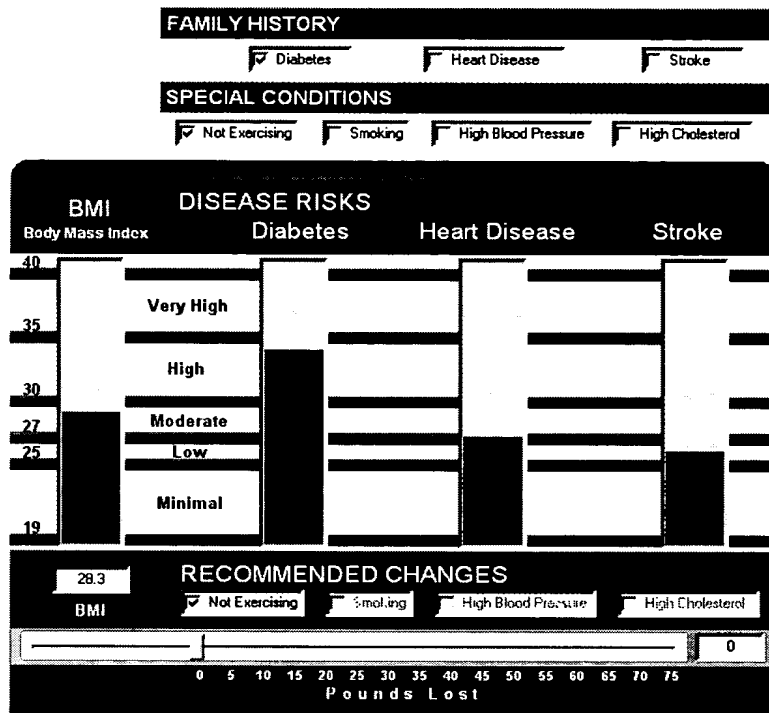 FAMILY HISTORY
Diabetes Heart Disease Stroke
SPECIAL CONDITIONS
Not Exercising Smoking High Blood Pressure High Cholesterol
BMI
Body Mass Index
DISEASE RISKS
Diabetes Heart Disease Stroke
40
Very High
35
High
30
Moderate
27
Low
25
Minimal
19
28.3
BMI
RECOMMENDED CHANGES
Not Exercising Smoking High Blood Pressure High Cholesterol
0
0 5 10 15 20 25 30 35 40 45 50 55 60 65 70 75
Pounds Lost